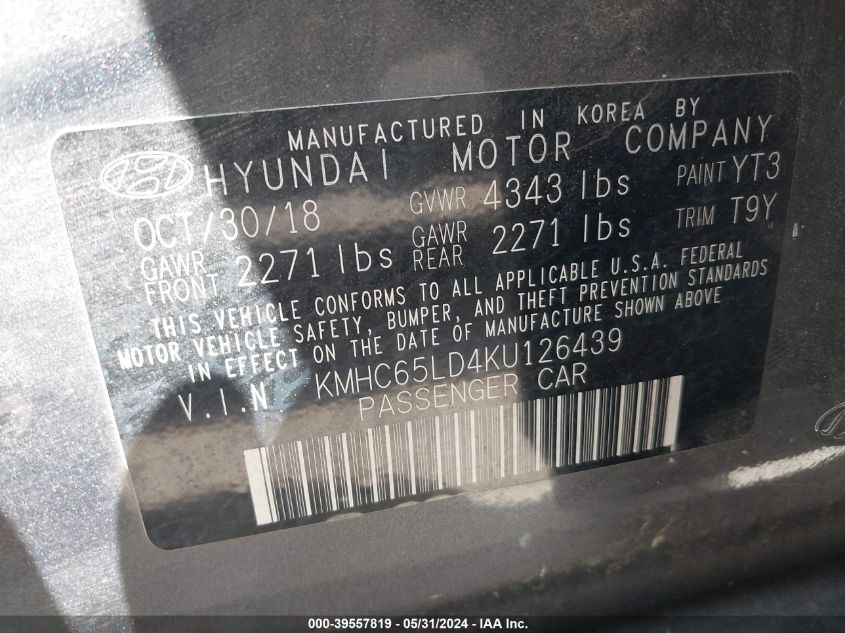 MANUFACTURED IN KOREA BY
HYUNDAI MOTOR COMPANY
OCT/30/18 GVWR 4343 lbs PAINT YT3
GAWR FRONT 2271 lbs GAWR REAR 2271 lbs TRIM T9Y
THIS VEHICLE CONFORMS TO ALL APPLICABLE U.S.A. FEDERAL
MOTOR VEHICLE SAFETY, BUMPER, AND THEFT PREVENTION STANDARDS
IN EFFECT ON THE DATE OF MANUFACTURE SHOWN ABOVE
V.I.N. KMHC65LD4KU126439
PASSENGER CAR
000-39557819 - 05/31/2024 - IAA Inc.